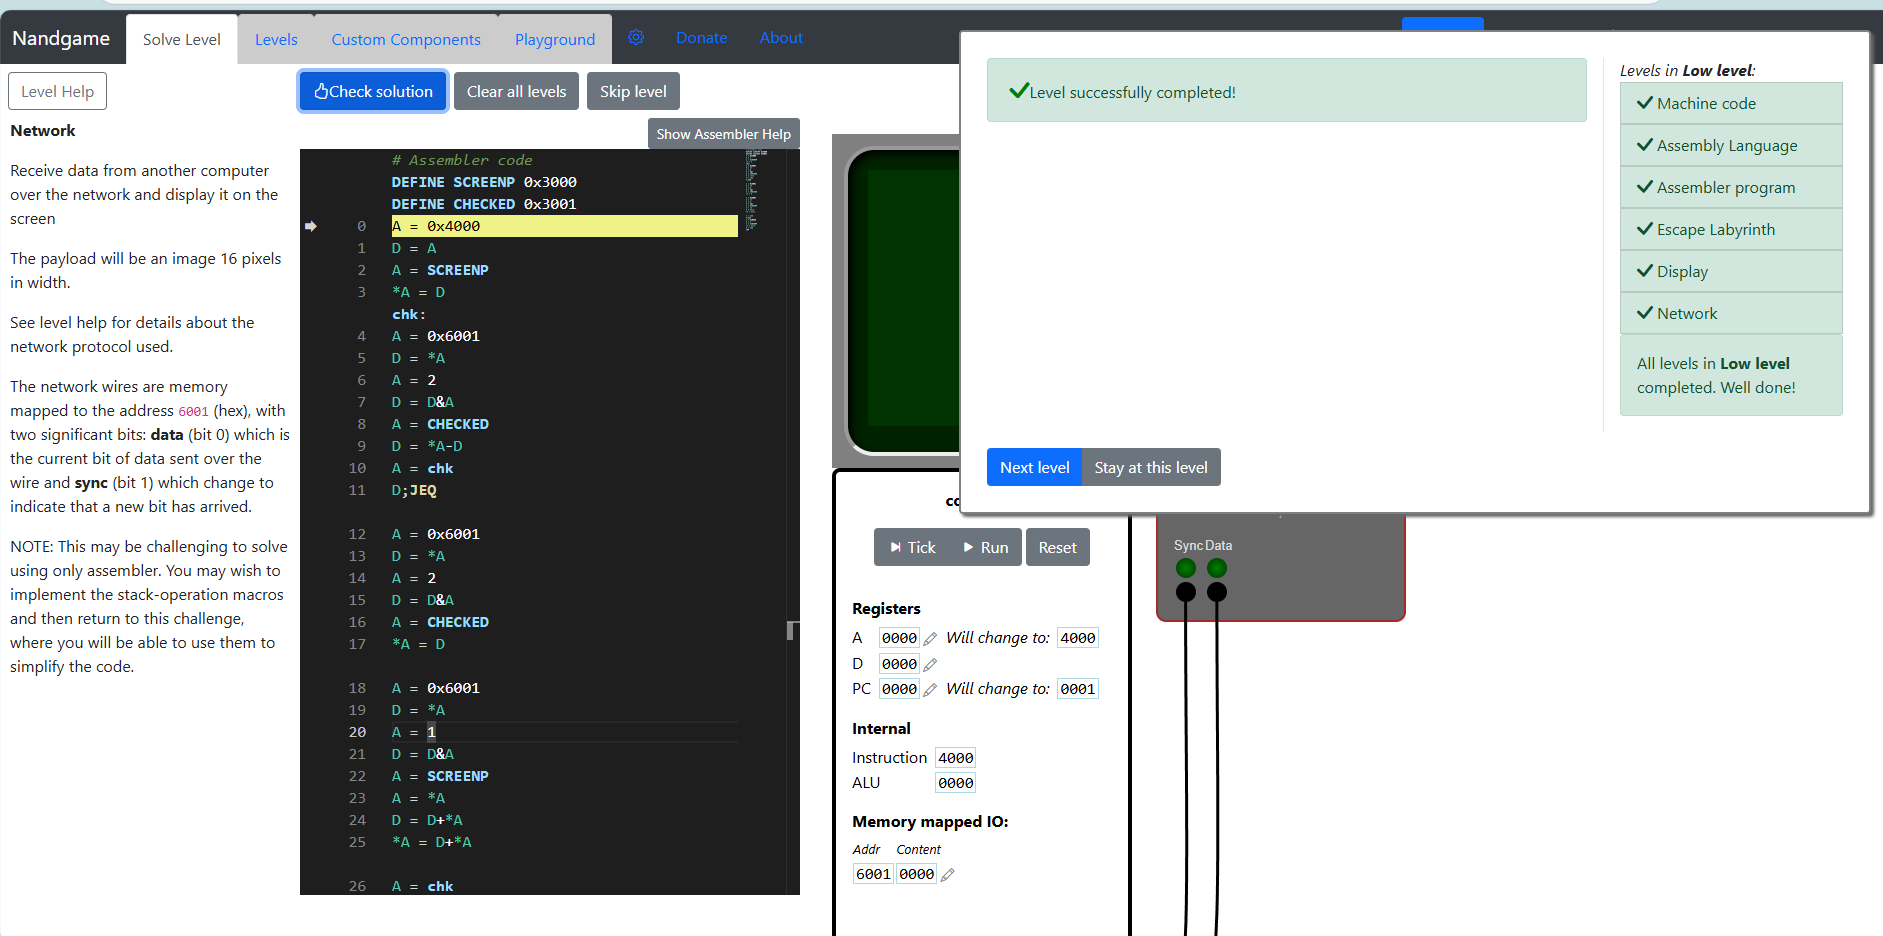 Nandgame
Solve Level
Levels
Custom Components
Playground
Donate
About
Level Help
Check solution
Clear all levels
Skip level
Network
Receive data from another computer
over the network and display it on the
screen
The payload will be an image 16 pixels
in width.
See level help for details about the
network protocol used.
The network wires are memory
mapped to the address 6001 (hex), with
two significant bits: data (bit 0) which is
the current bit of data sent over the
wire and sync (bit 1) which change to
indicate that a new bit has arrived.
NOTE: This may be challenging to solve
using only assembler. You may wish to
implement the stack-operation macros
and then return to this challenge,
where you will be able to use them to
simplify the code.
Show Assembler Help
# Assembler code
DEFINE SCREENP 0x3000
DEFINE CHECKED 0x3001
0 A = 0x4000
1 D = A
2 A = SCREENP
3 *A = D
chk:
4 A = 0x6001
5 D = *A
6 A = 2
7 D = D&A
8 A = CHECKED
9 D = *A-D
10 A = chk
11 D;JEQ
12 A = 0x6001
13 D = *A
14 A = 2
15 D = D&A
16 A = CHECKED
17 *A = D
18 A = 0x6001
19 D = *A
20 A = 1
21 D = D&A
22 A = SCREENP
23 A = *A
24 D = D+*A
25 *A = D+*A
26 A = chk
Level successfully completed!
Next level
Stay at this level
Levels in Low level:
Machine code
Assembly Language
Assembler program
Escape Labyrinth
Display
Network
All levels in Low level
completed. Well done!
Tick
Run
Reset
Registers
A 0000 Will change to: 4000
D 0000
PC 0000 Will change to: 0001
Internal
Instruction 4000
ALU 0000
Memory mapped IO:
Addr Content
6001 0000
Sync Data